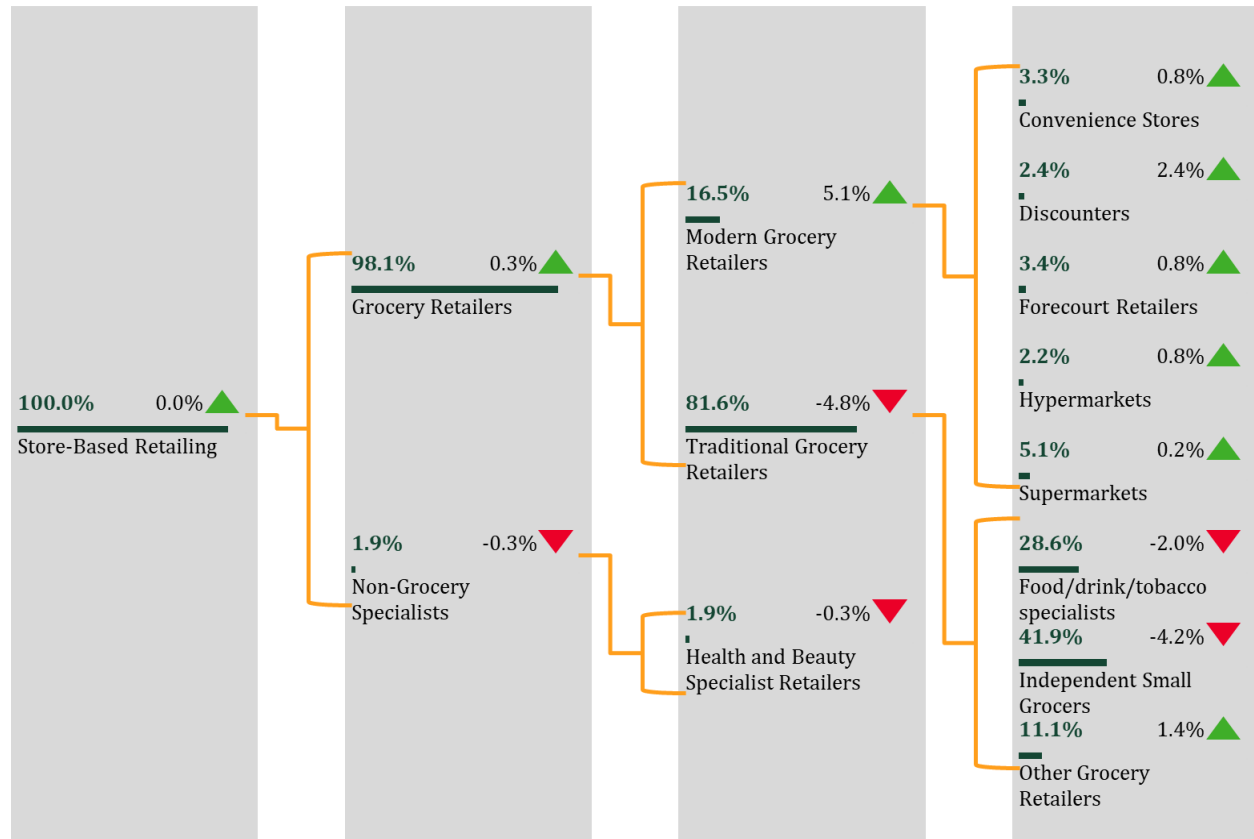 100.0% 0.0%
Store-Based Retailing
98.1% 0.3%
Grocery Retailers
1.9% -0.3%
Non-Grocery
Specialists
16.5% 5.1%
Modern Grocery
Retailers
81.6% -4.8%
Traditional Grocery
Retailers
1.9% -0.3%
Health and Beauty
Specialist Retailers
3.3% 0.8%
Convenience Stores
2.4% 2.4%
Discounters
3.4% 0.8%
Forecourt Retailers
2.2% 0.8%
Hypermarkets
5.1% 0.2%
Supermarkets
28.6% -2.0%
Food/drink/tobacco
specialists
41.9% -4.2%
Independent Small
Grocers
11.1% 1.4%
Other Grocery
Retailers